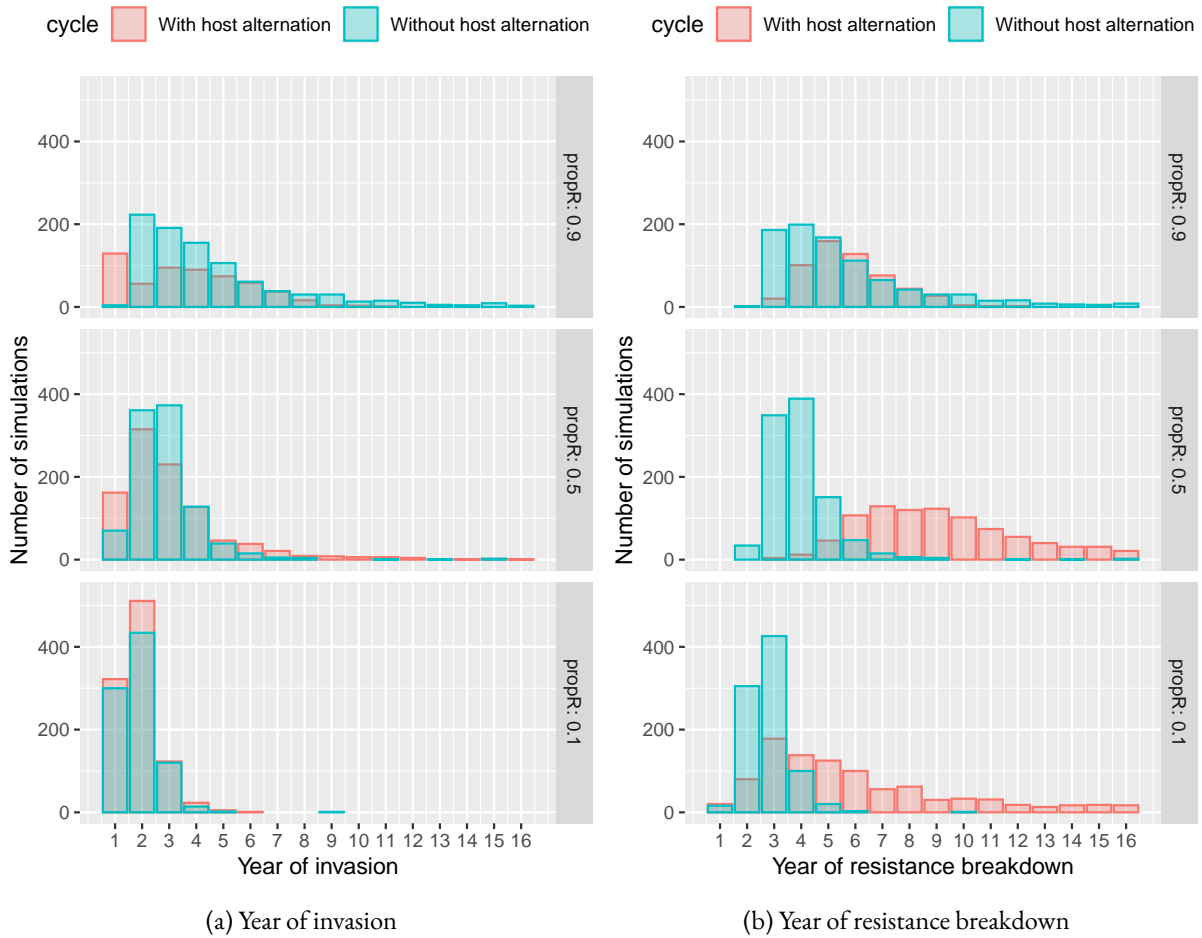 cycle With host alternation Without host alternation
Number of simulations
400
200
0
propR: 0.9
400
200
0
propR: 0.5
400
200
0
propR: 0.1
1 2 3 4 5 6 7 8 9 10 11 12 13 14 15 16
Year of invasion
(a) Year of invasion
cycle With host alternation Without host alternation
Number of simulations
400
200
0
propR: 0.9
400
200
0
propR: 0.5
400
200
0
propR: 0.1
1 2 3 4 5 6 7 8 9 10 11 12 13 14 15 16
Year of resistance breakdown
(b) Year of resistance breakdown